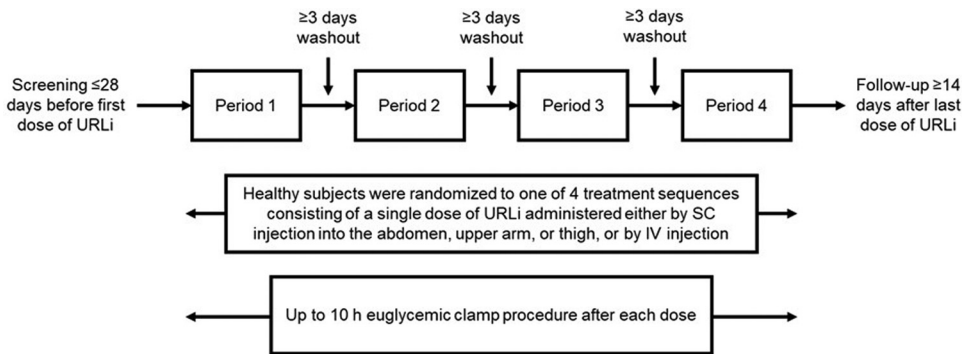 ≥3 days
washout
≥3 days
washout
≥3 days
washout
Screening ≤28
days before first
dose of URLi
Period 1
Period 2
Period 3
Period 4
Follow-up ≥14
days after last
dose of URLi
Healthy subjects were randomized to one of 4 treatment sequences
consisting of a single dose of URLi administered either by SC
injection into the abdomen, upper arm, or thigh, or by IV injection
Up to 10 h euglycemic clamp procedure after each dose